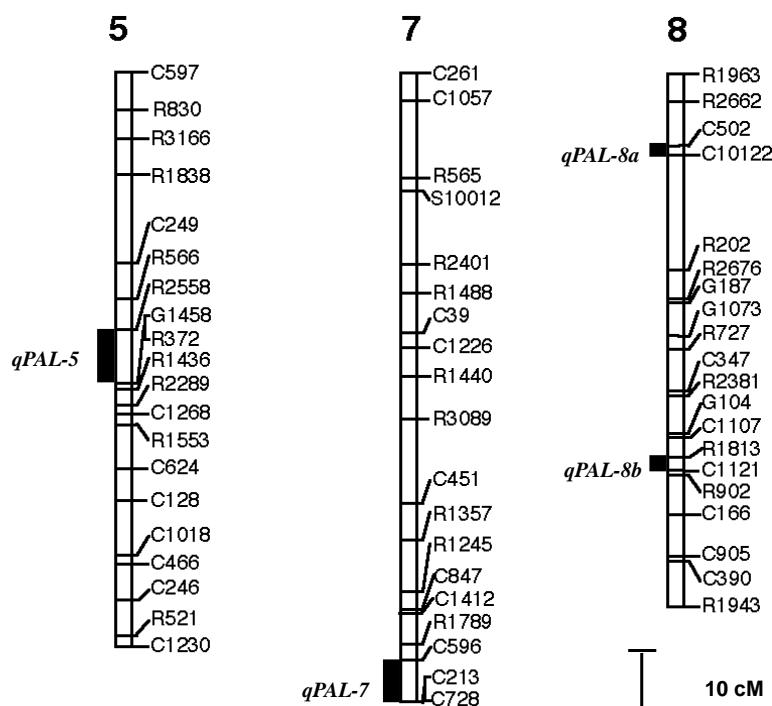 5
C597
R830
R3166
R1838
C249
R566
R2558
G1458
R372
qPAL-5
R1436
R2289
C1268
R1553
C624
C128
C1018
C466
C246
R521
C1230
7
C261
C1057
R565
S10012
R2401
R1488
C39
C1226
R1440
R3089
C451
R1357
R1245
C847
C1412
R1789
C596
C213
qPAL-7
C728
8
R1963
R2662
C502
qPAL-8a
C10122
R202
R2676
G187
G1073
R727
C347
R2381
G104
C1107
R1813
qPAL-8b
C1121
R902
C166
C905
C390
R1943
10 cM